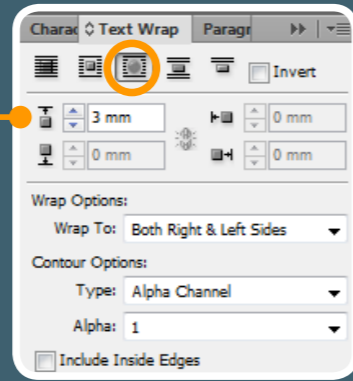 Charac Text Wrap Paragr
Invert
3 mm 0 mm
0 mm 0 mm
Wrap Options:
Wrap To: Both Right & Left Sides
Contour Options:
Type: Alpha Channel
Alpha: 1
Include Inside Edges